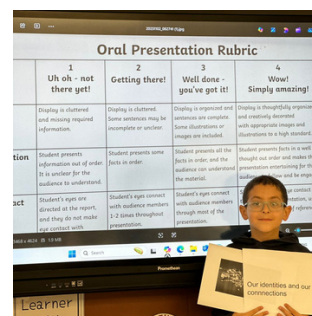 Oral Presentation Rubric
1
Uh oh - not
there yet!
2
Getting there!
3
Well done -
you've got it!
4
Wow!
Simply amazing!
Display is cluttered
and missing required
information.
Display is cluttered.
Some sentences may be
incomplete or unclear.
Display is organized and
sentences are complete.
Some illustrations or
images are included.
Display is thoughtfully
and creatively decorated
with appropriate images and
illustrations to a high standard.
tion
Student presents
information out of order.
It is unclear for the
audience to understand.
Student presents some
facts in order.
Student presents all the
facts in order, and the
audience can understand
the material.
Student presents facts in a well
thought out order and makes
presentation entertaining for
audience
act
Student's eyes are
directed at the report,
and they do not make
eye contact with
Student's eyes connect
with audience members
1-2 times throughout
presentation.
Student's eyes connect
with audience members
through most of the
presentation.
contact
Search
Promethean
Learner
Our identities and our
connections